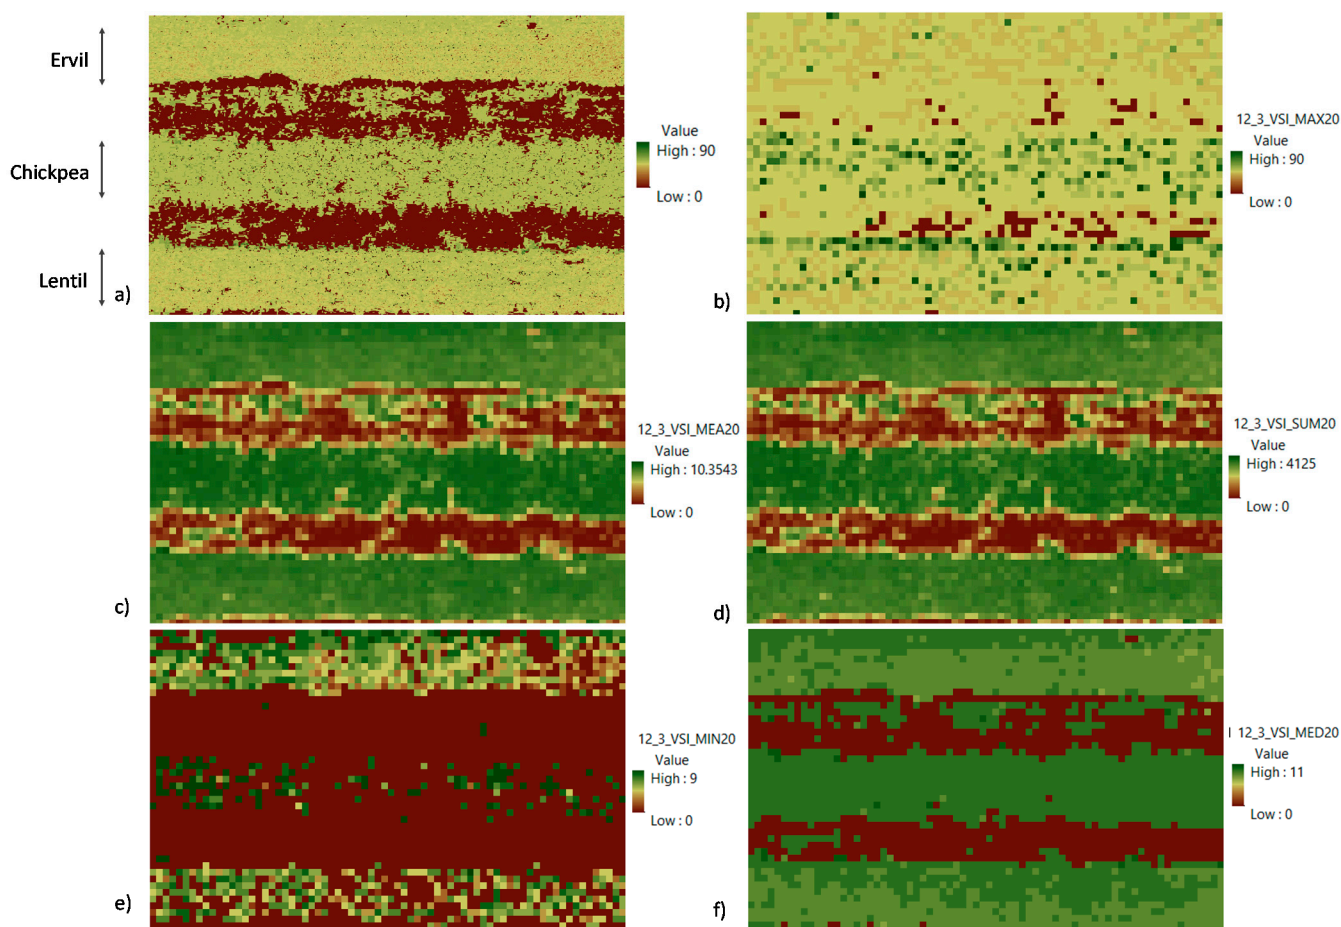 Ervil
Chickpea
Lentil
a)
Value
High : 90
Low : 0
b)
12_3_VSI_MAX20
Value
High : 90
Low : 0
c)
12_3_VSI_MEA20
Value
High : 10.3543
Low : 0
d)
12_3_VSI_SUM20
Value
High : 4125
Low : 0
e)
12_3_VSI_MIN20
Value
High : 9
Low : 0
f)
12_3_VSI_MED20
Value
High : 11
Low : 0